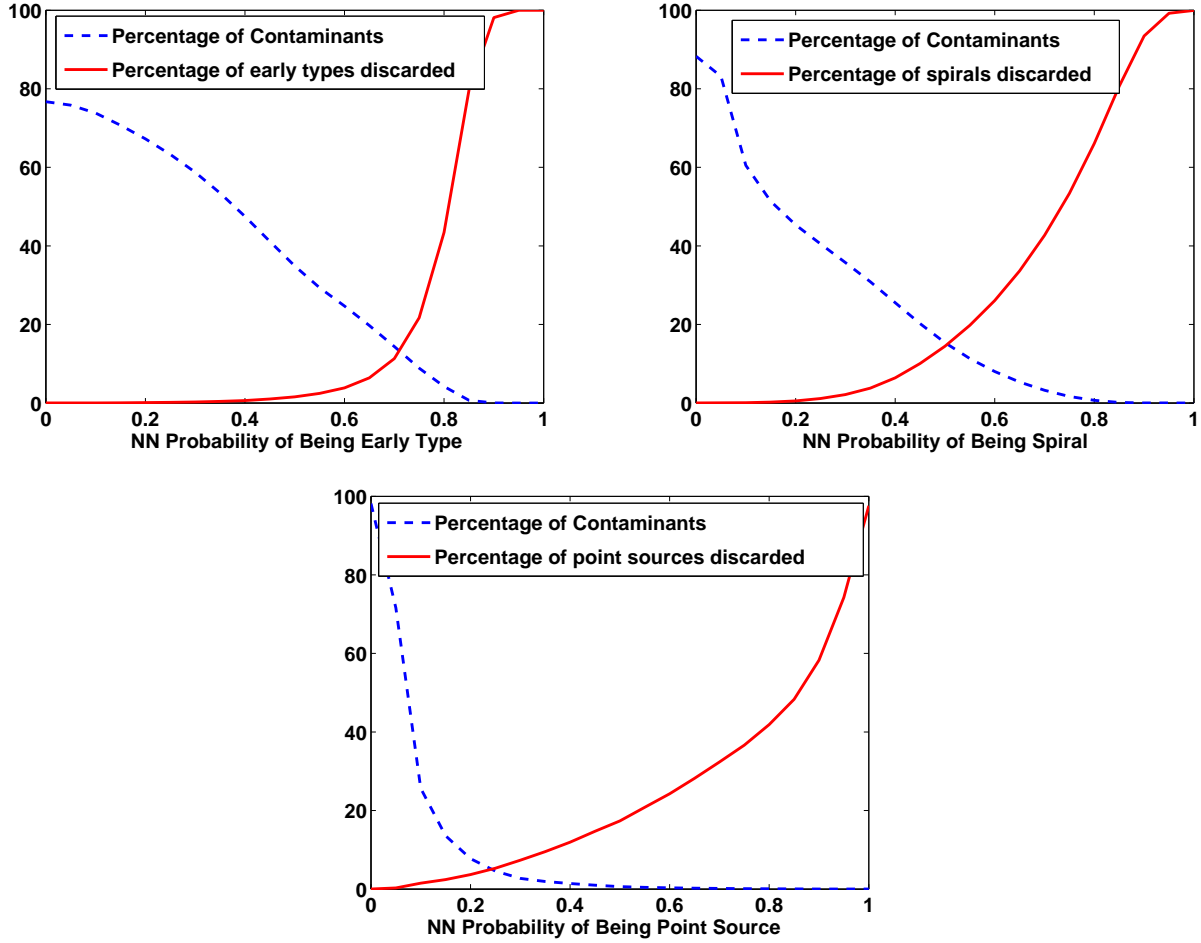 Percentage of Contaminants
Percentage of early types discarded
100
80
60
40
20
0
0 0.2 0.4 0.6 0.8 1
NN Probability of Being Early Type
Percentage of Contaminants
Percentage of spirals discarded
100
80
60
40
20
0
0 0.2 0.4 0.6 0.8 1
NN Probability of Being Spiral
Percentage of Contaminants
Percentage of point sources discarded
100
80
60
40
20
0
0 0.2 0.4 0.6 0.8 1
NN Probability of Being Point Source